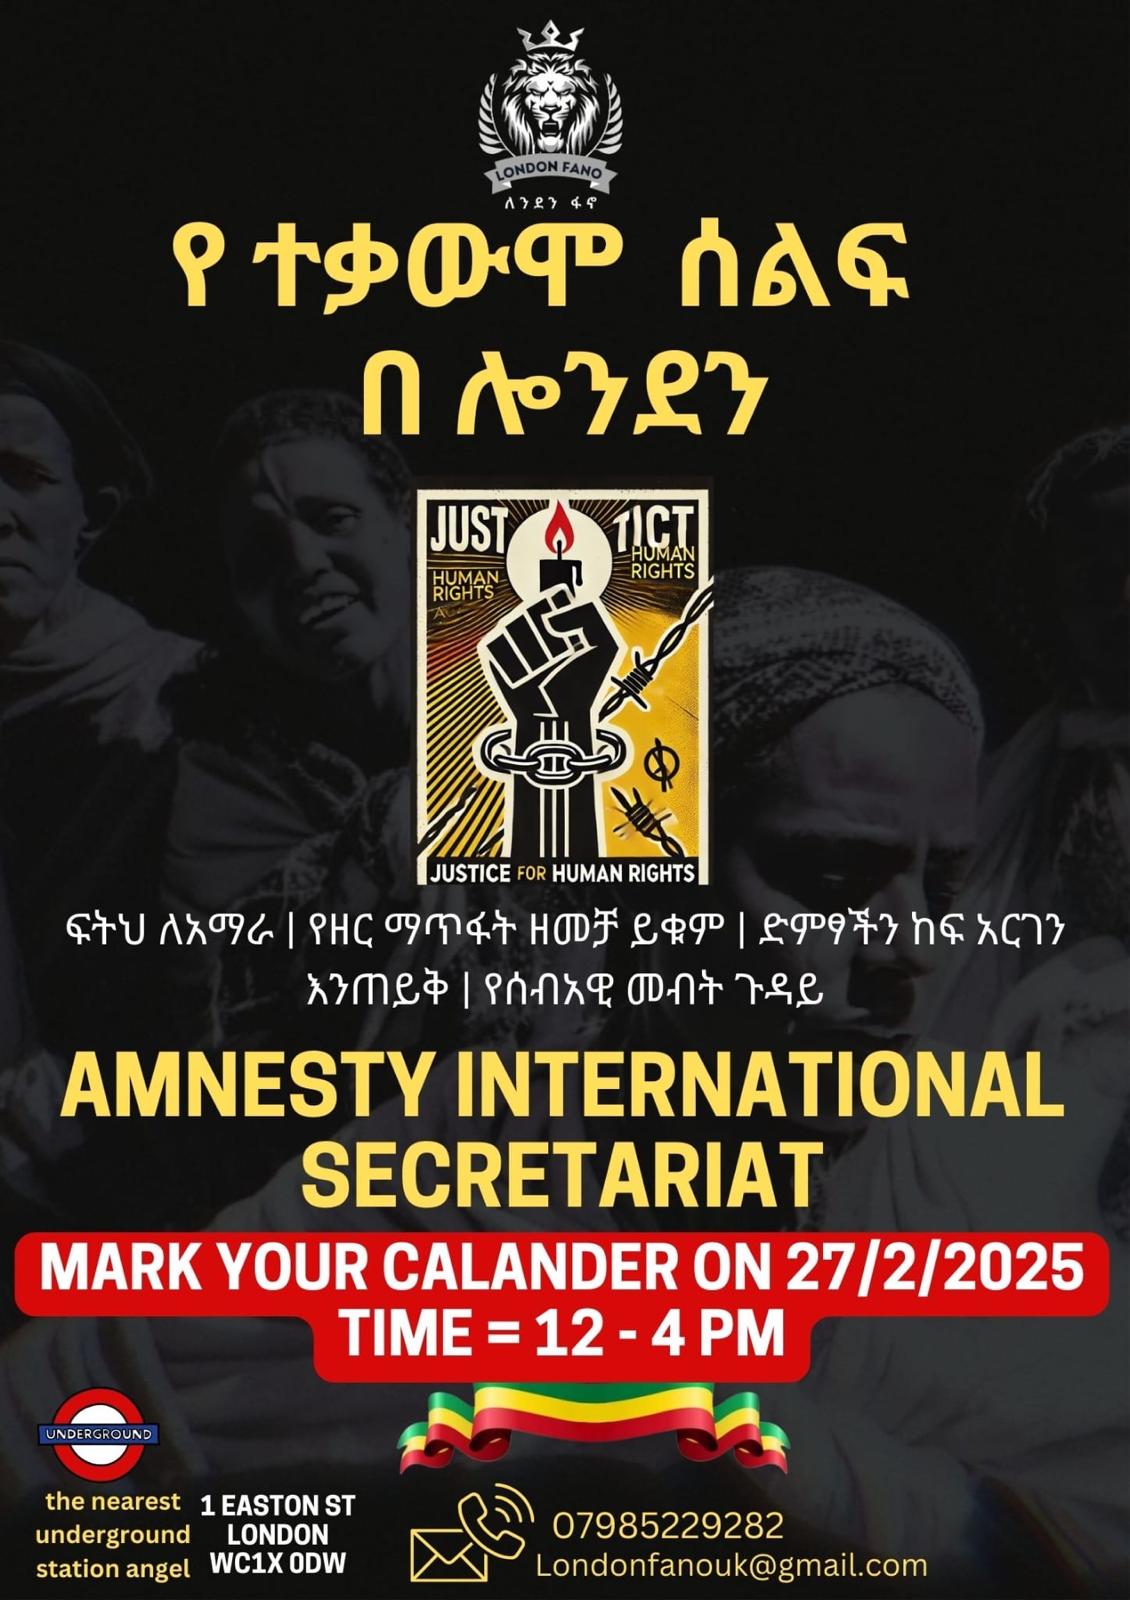 LONDON FANO
ለንደን ፋኖ
የ ተቃውሞ ሰልፍ
በ ሎንደን
JUST TICT
HUMAN RIGHTS
HUMAN RIGHTS
JUSTICE FOR HUMAN RIGHTS
ፍትህ ለአማራ | የዘር ማጥፋት ዘመቻ ይቁም | ድምፃችን ከፍ አርገን
እንጠይቅ | የሰብአዊ መብት ጉዳይ
AMNESTY INTERNATIONAL
SECRETARIAT
MARK YOUR CALANDER ON 27/2/2025
TIME = 12 - 4 PM
UNDERGROUND
the nearest
underground
station angel
1 EASTON ST
LONDON
WC1X 0DW
07985229282
Londonfanouk@gmail.com